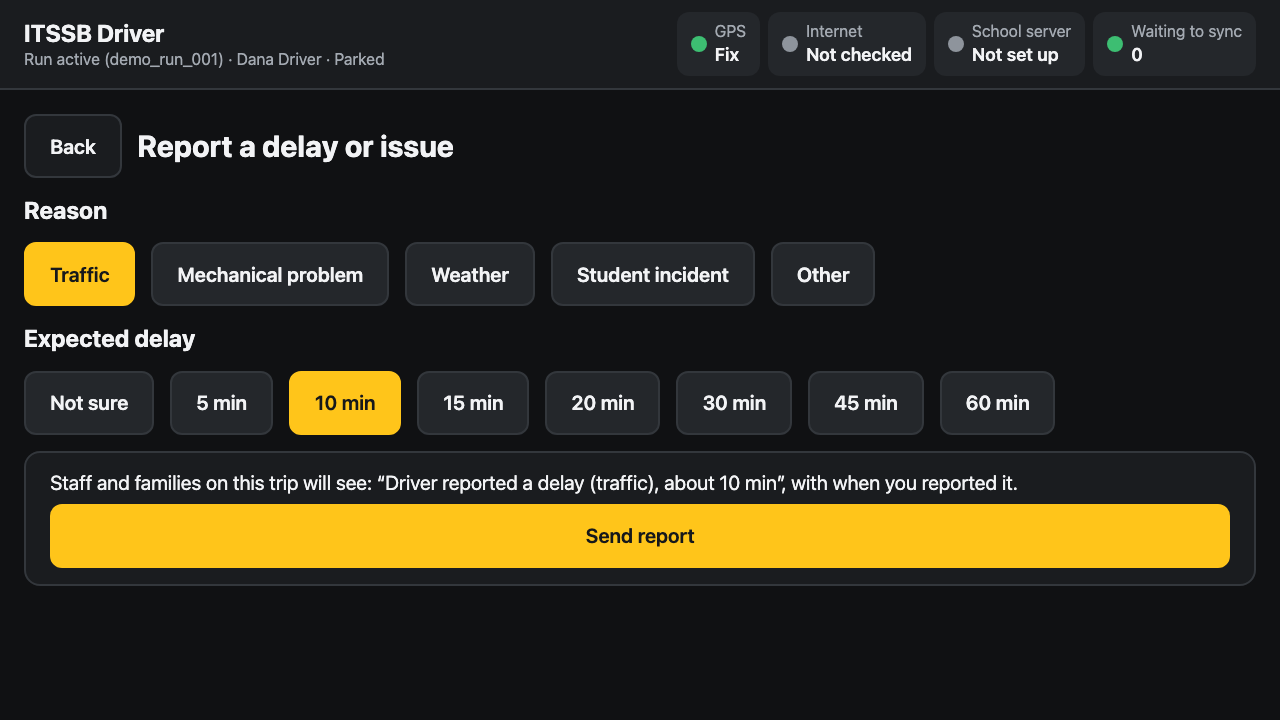 ITSSB Driver
Run active (demo_run_001) · Dana Driver · Parked
GPS
Fix
Internet
Not checked
School server
Not set up
Waiting to sync
0
Back
Report a delay or issue
Reason
Traffic
Mechanical problem
Weather
Student incident
Other
Expected delay
Not sure
5 min
10 min
15 min
20 min
30 min
45 min
60 min
Staff and families on this trip will see: “Driver reported a delay (traffic), about 10 min”, with when you reported it.
Send report